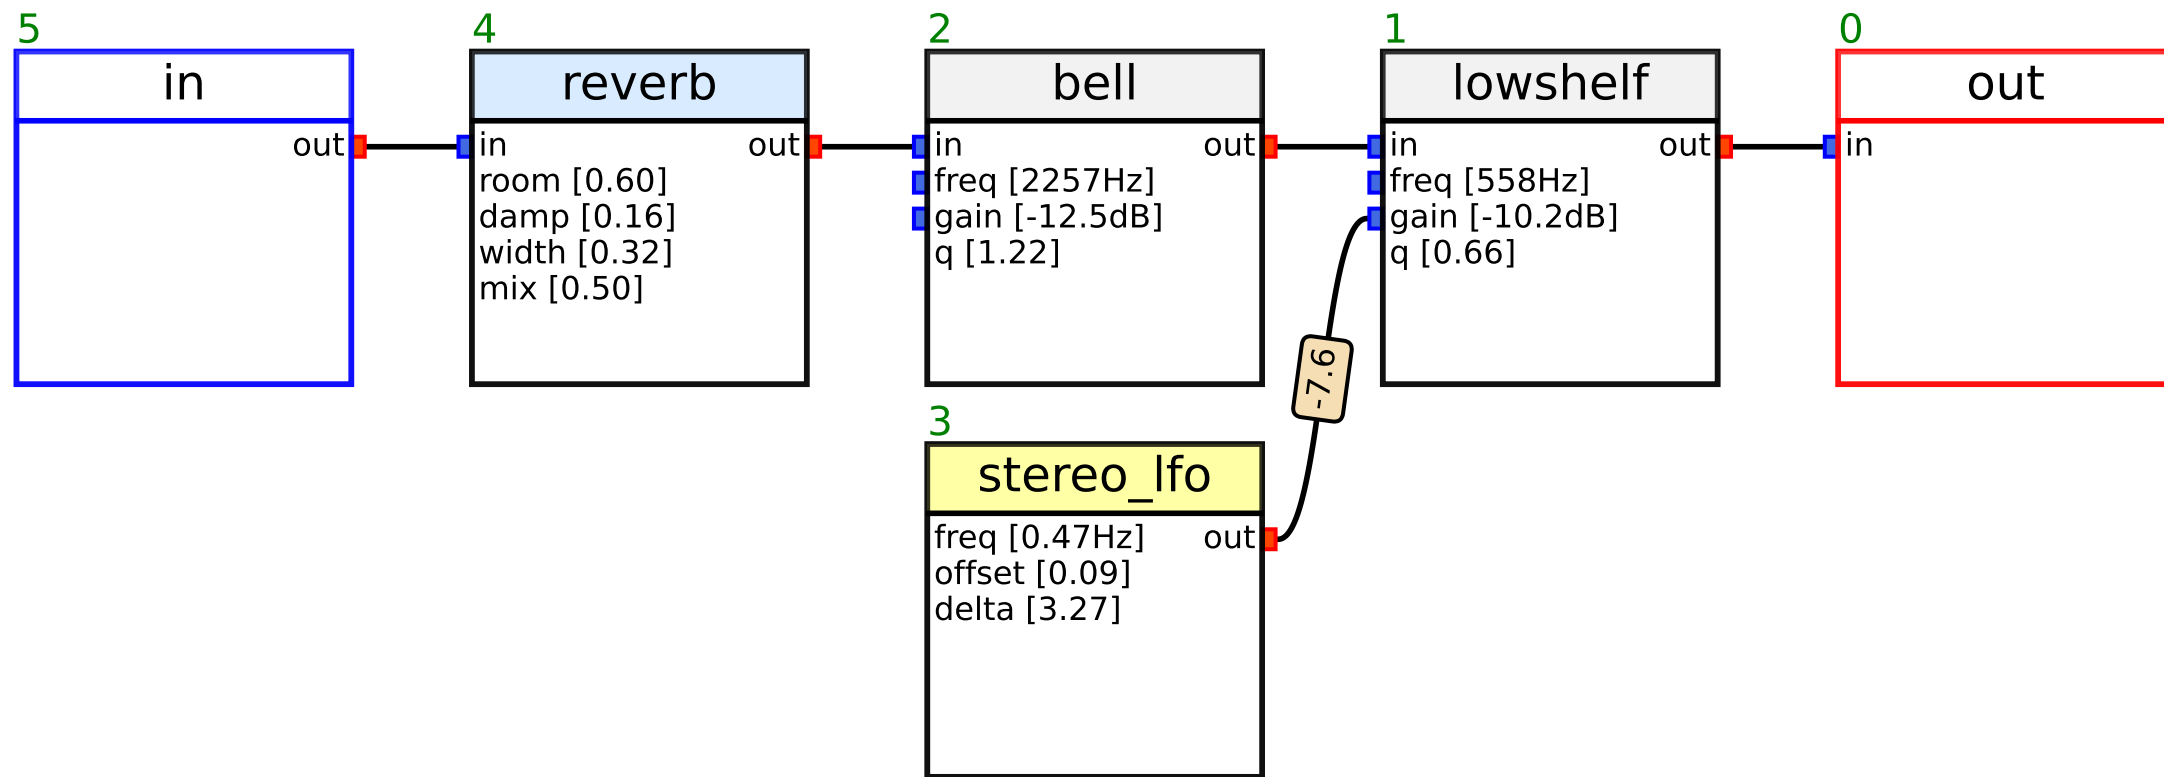 5
in
out
4
reverb
in out
room [0.60]
damp [0.16]
width [0.32]
mix [0.50]
2
bell
in out
freq [2257Hz]
gain [-12.5dB]
q [1.22]
1
lowshelf
in out
freq [558Hz]
gain [-10.2dB]
q [0.66]
0
out
in
-7.6
3
stereo_lfo
freq [0.47Hz] out
offset [0.09]
delta [3.27]